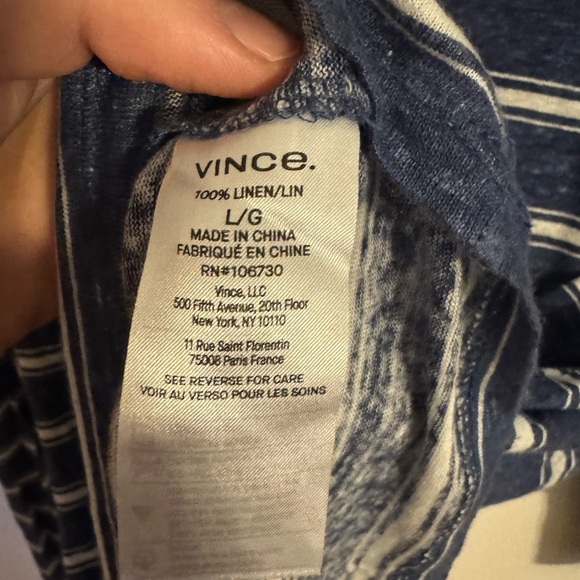 VINCE.
100% LINEN/LIN
L/G
MADE IN CHINA
FABRIQUÉ EN CHINE
RN#106730
Vince, LLC
500 Fifth Avenue, 20th Floor
New York, NY 10110
11 Rue Saint Florentin
75008 Paris France
SEE REVERSE FOR CARE
VOIR AU VERSO POUR LES SOINS